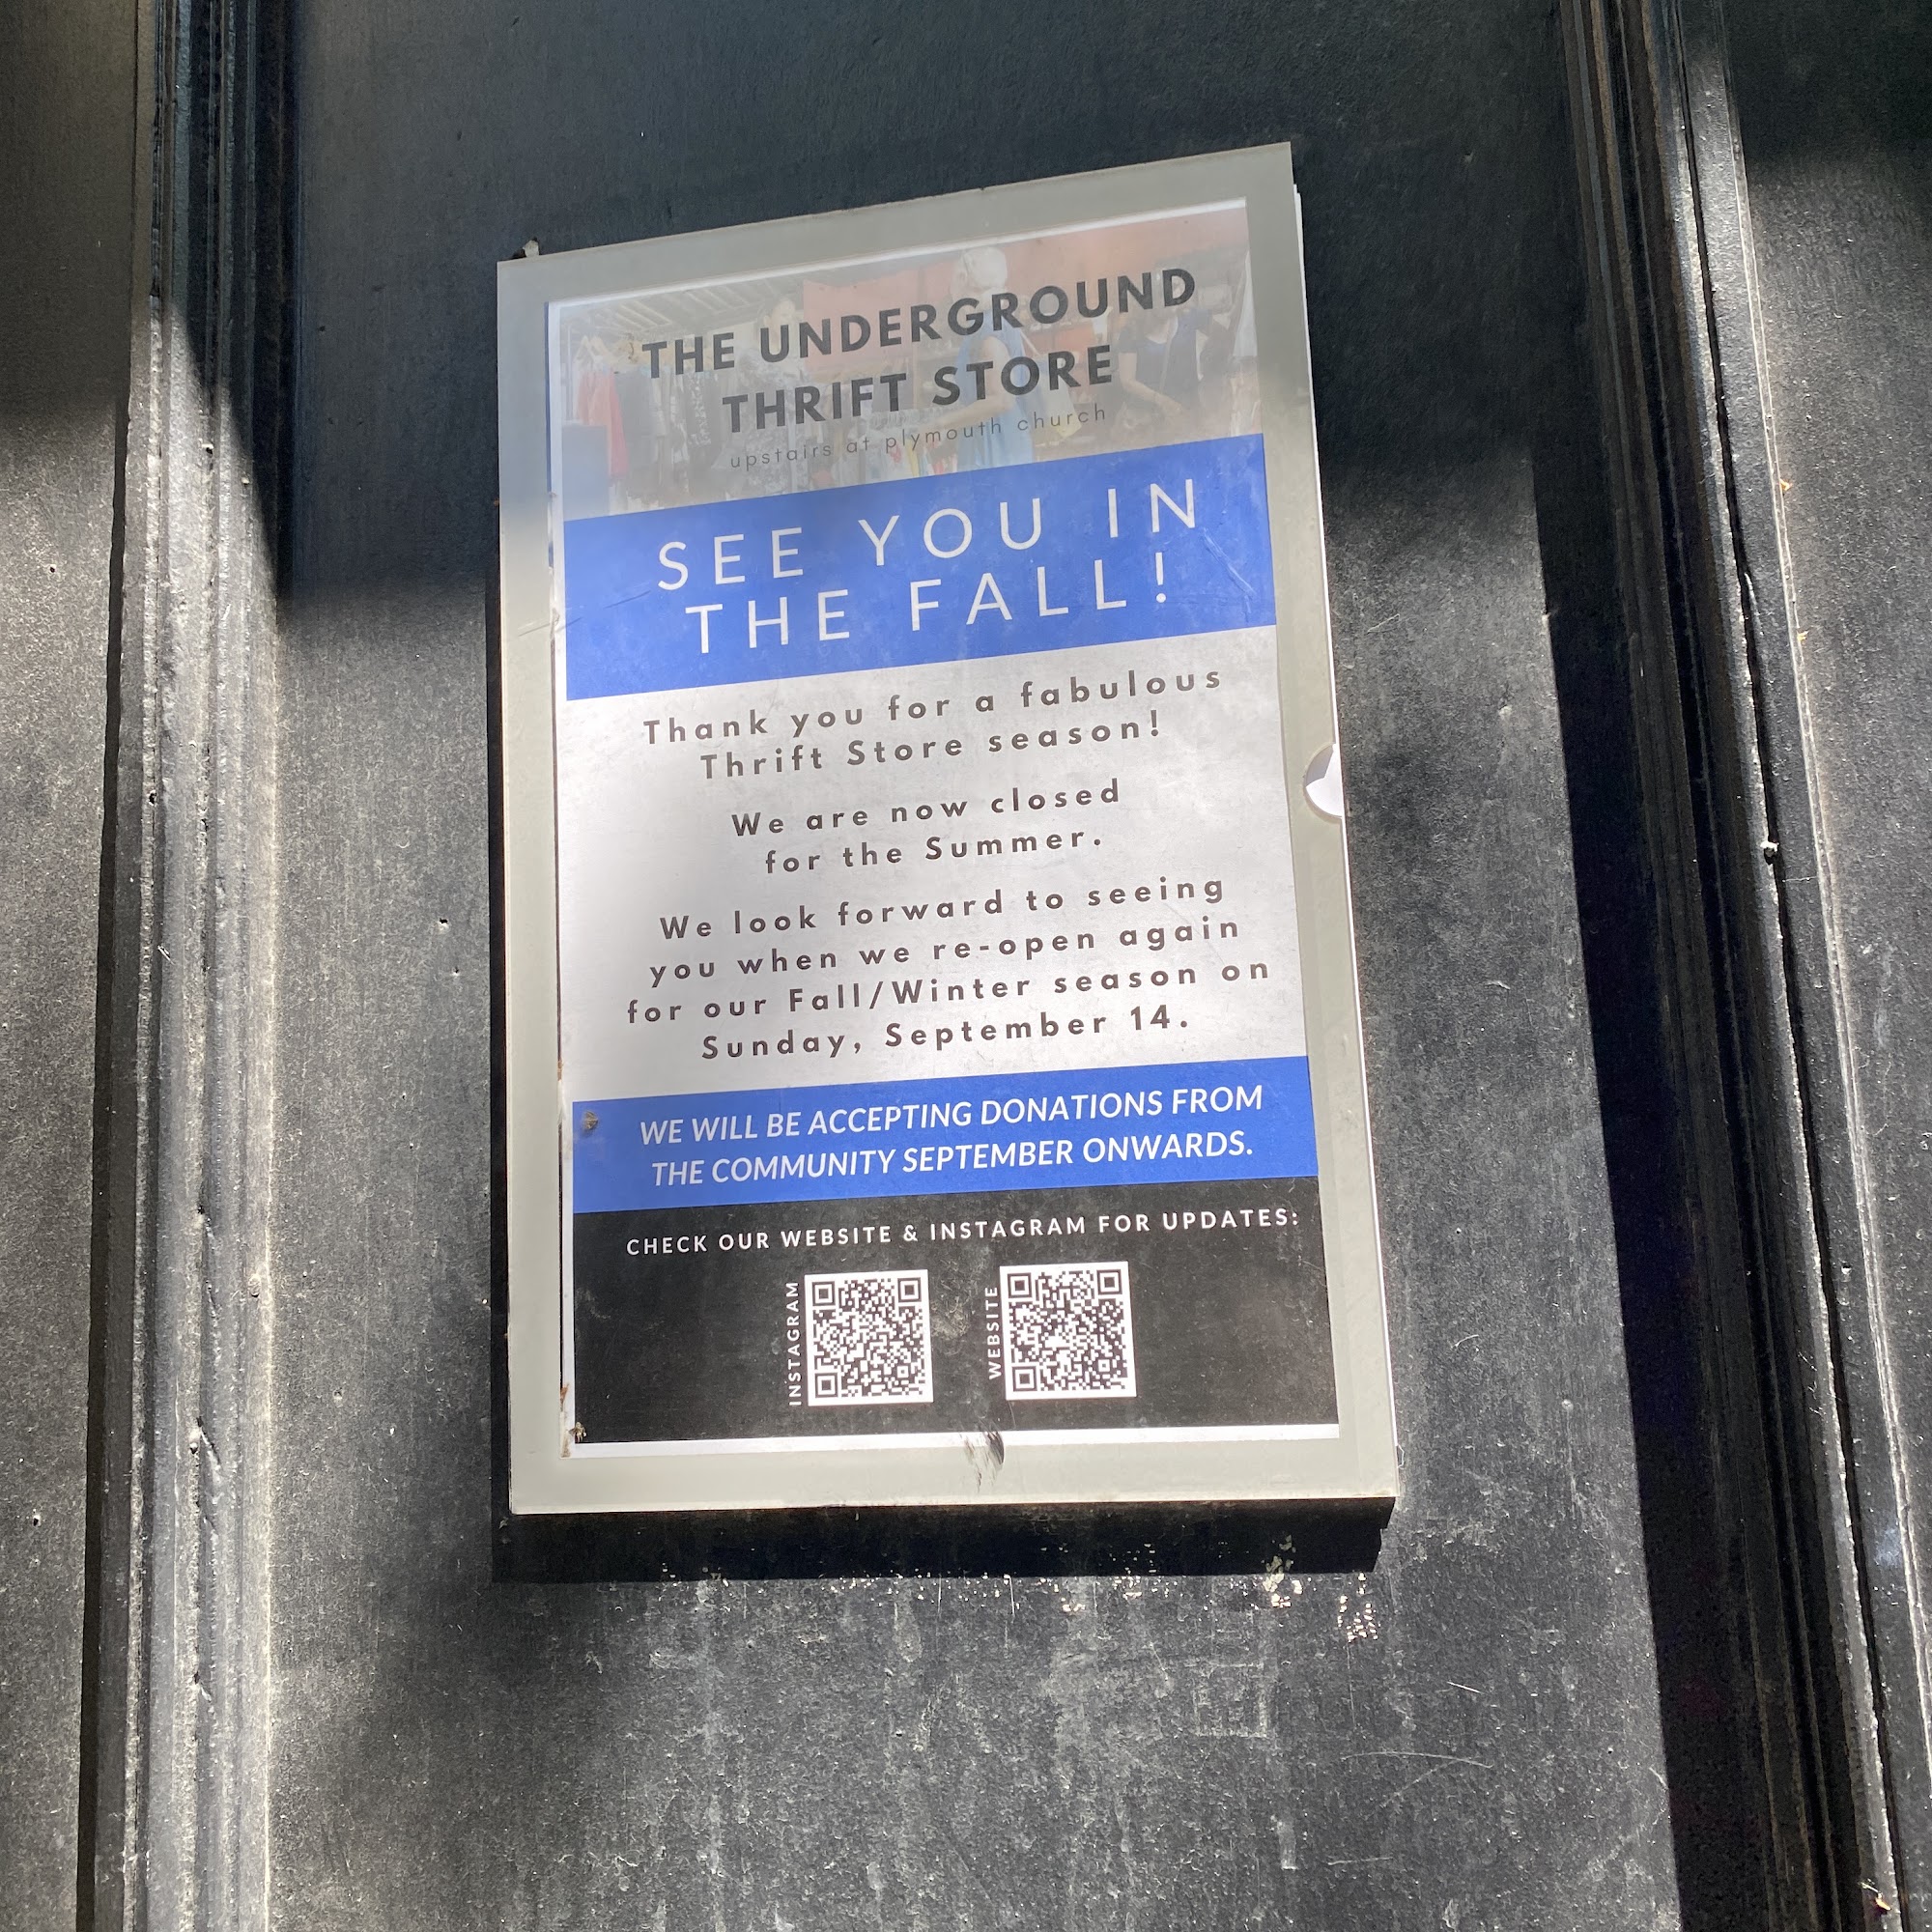 THE UNDERGROUND
THRIFT STORE
upstairs at plymouth church
SEE YOU IN
THE FALL!
Thank you for a fabulous
Thrift Store season!
We are now closed
for the Summer.
We look forward to seeing
you when we re-open again
for our Fall/Winter season on
Sunday, September 14.
WE WILL BE ACCEPTING DONATIONS FROM
THE COMMUNITY SEPTEMBER ONWARDS.
CHECK OUR WEBSITE & INSTAGRAM FOR UPDATES:
INSTAGRAM
WEBSITE